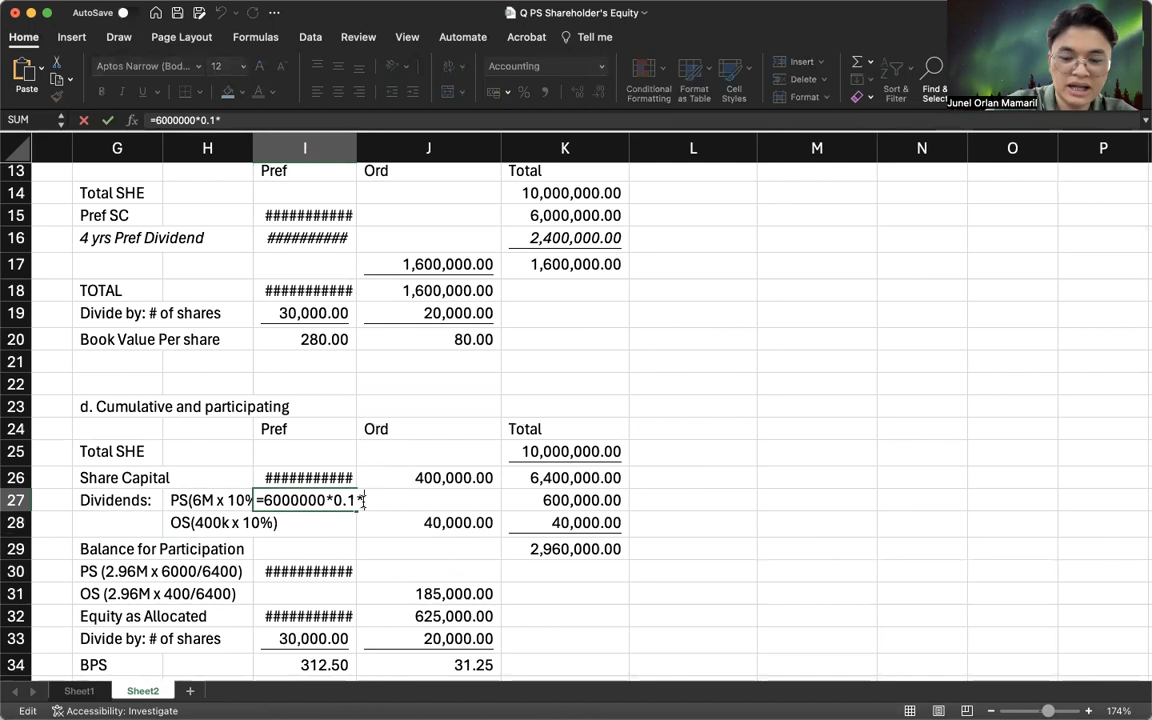 AutoSave
Q PS Shareholder's Equity
Home Insert Draw Page Layout Formulas Data Review View Automate Acrobat Tell me
Paste
Aptos Narrow (Bod... 12 A A
B I U A
Accounting
% 9
Conditional Formatting
Format as Table
Cell Styles
Insert
Delete
Format
Sort & Filter
Find & Select
Junel Orlan Mamaril
SUM fx =6000000*0.1*
G H I J K L M N O P
13 Pref Ord Total
14 Total SHE 10,000,000.00
15 Pref SC ########### 6,000,000.00
16 4 yrs Pref Dividend ########## 2,400,000.00
17 1,600,000.00 1,600,000.00
18 TOTAL ########### 1,600,000.00
19 Divide by: # of shares 30,000.00 20,000.00
20 Book Value Per share 280.00 80.00
21
22
23 d. Cumulative and participating
24 Pref Ord Total
25 Total SHE 10,000,000.00
26 Share Capital ########### 400,000.00 6,400,000.00
27 Dividends: PS(6M x 10% =6000000*0.1* 600,000.00
28 OS(400k x 10%) 40,000.00 40,000.00
29 Balance for Participation 2,960,000.00
30 PS (2.96M x 6000/6400) ###########
31 OS (2.96M x 400/6400) 185,000.00
32 Equity as Allocated ########### 625,000.00
33 Divide by: # of shares 30,000.00 20,000.00
34 BPS 312.50 31.25
Sheet1 Sheet2 +
Edit Accessibility: Investigate 174%